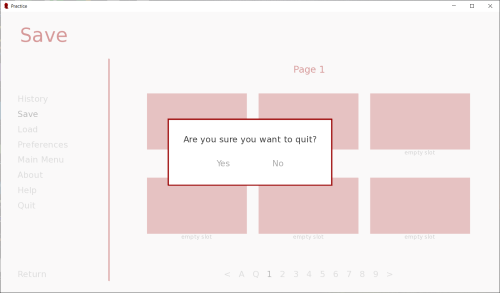 Practice
Save
Page 1
History
Save
Load
Preferences
Main Menu
About
Help
Quit
Return
Are you sure you want to quit?
Yes No
empty slot
empty slot empty slot empty slot
< A Q 1 2 3 4 5 6 7 8 9 >